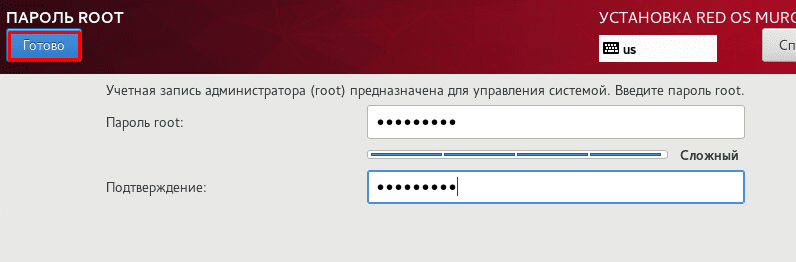 ПАРОЛЬ ROOT
УСТАНОВКА RED OS MURO
Готово
us
Сп
Учетная запись администратора (root) предназначена для управления системой. Введите пароль root.
Пароль root: •••••••••
Сложный
Подтверждение: •••••••••